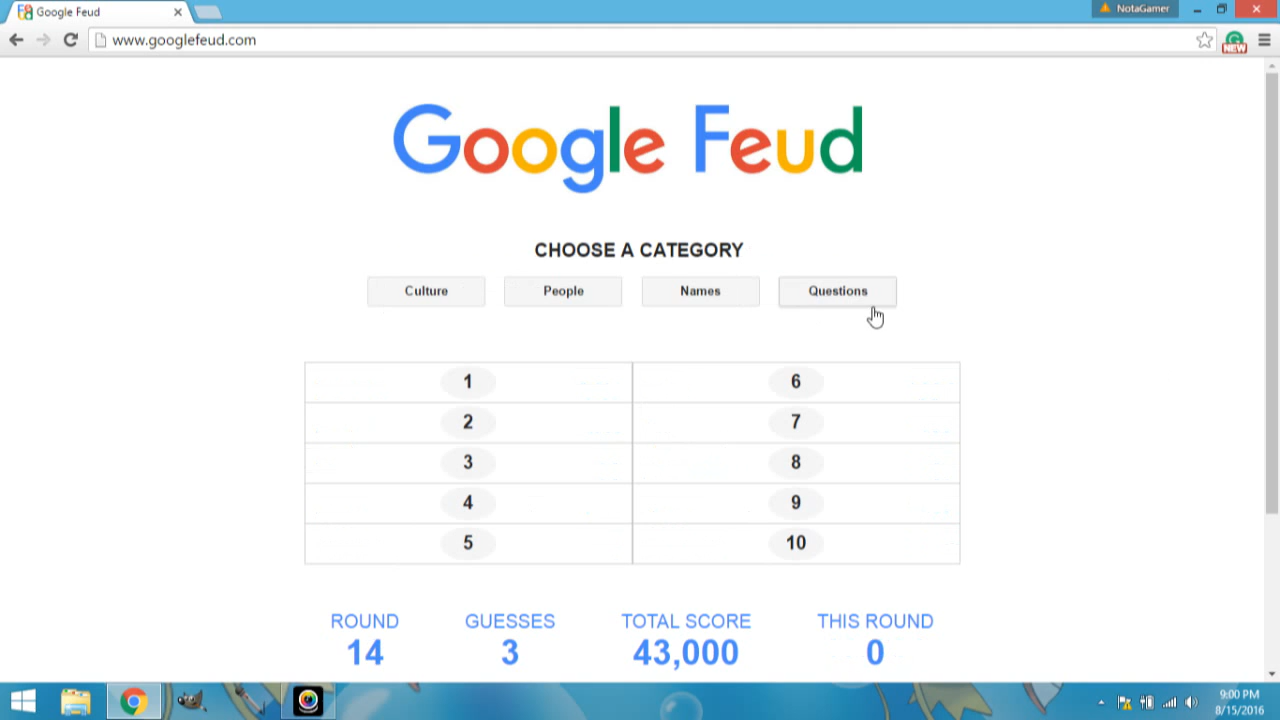 Google Feud
NotaGamer
www.googlefeud.com
NEW
Google Feud
CHOOSE A CATEGORY
Culture People Names Questions
1 6
2 7
3 8
4 9
5 10
ROUND GUESSES TOTAL SCORE THIS ROUND
14 3 43,000 0
9:00 PM
8/15/2016